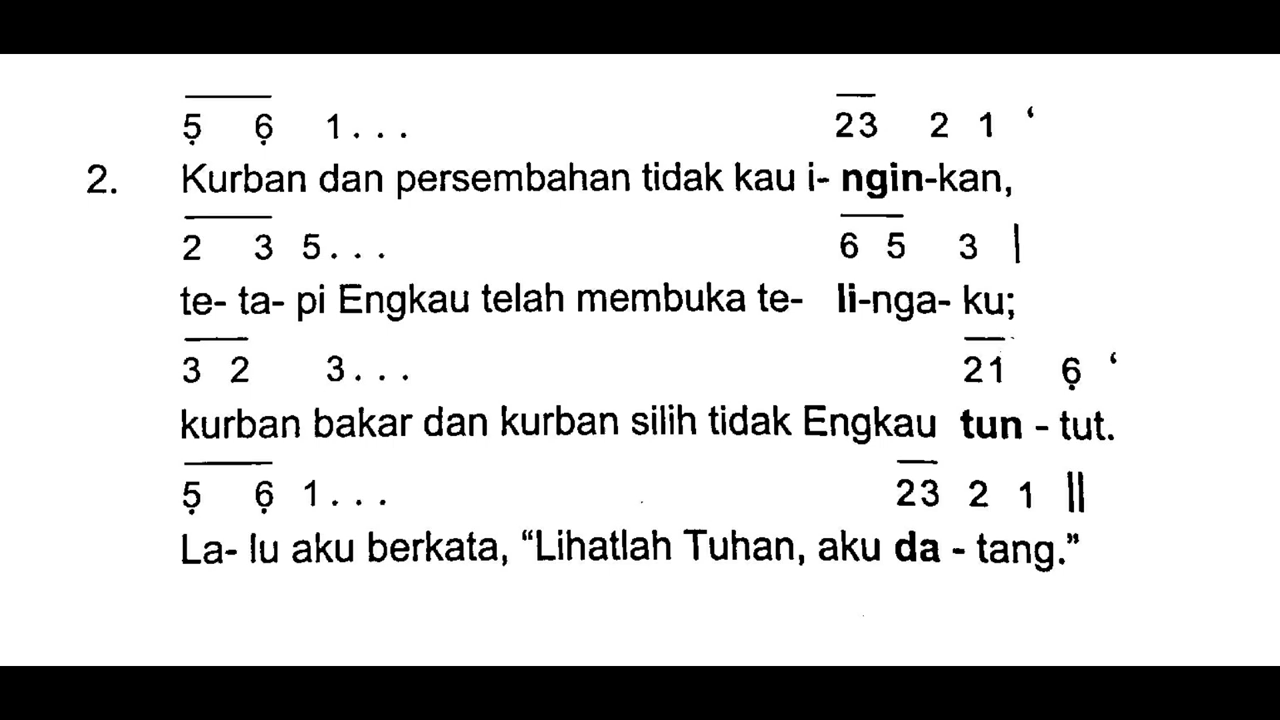 5̣ 6̣ 1... 23 2 1 ‘
2. Kurban dan persembahan tidak kau i- ngin-kan,
2 3 5... 6 5 3 |
te- ta- pi Engkau telah membuka te- li-nga- ku;
3 2 3... 21 6̣ ‘
kurban bakar dan kurban silih tidak Engkau tun - tut.
5̣ 6̣ 1... 23 2 1 ||
La- lu aku berkata, “Lihatlah Tuhan, aku da - tang.”